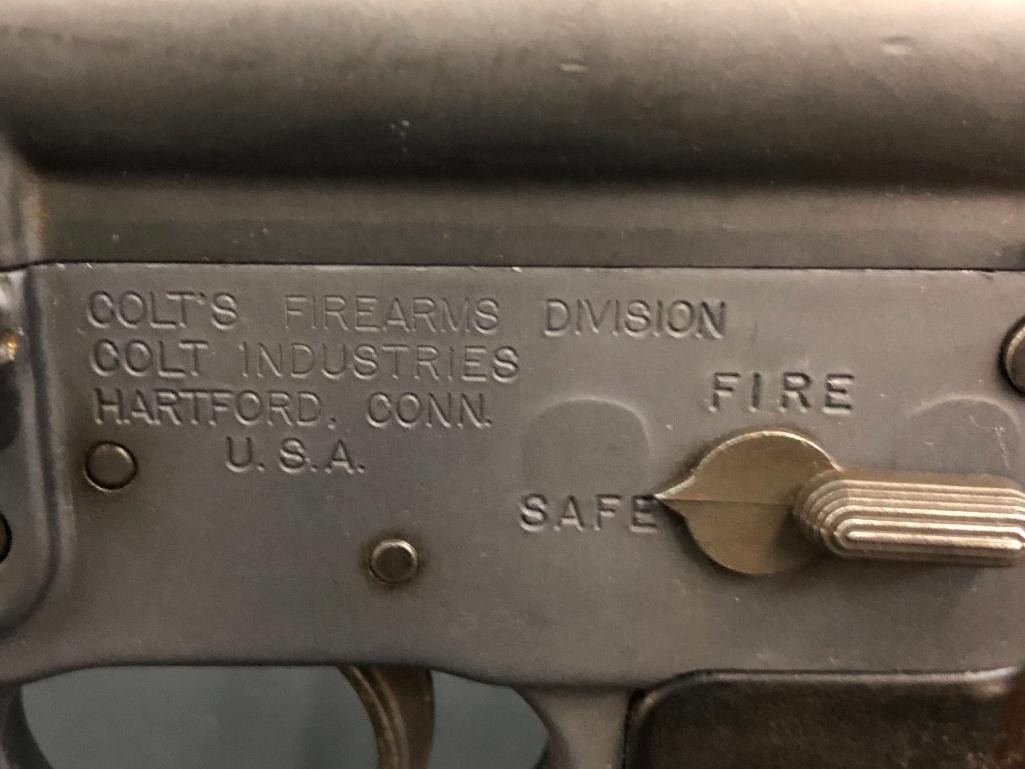 COLT'S FIREARMS DIVISION
COLT INDUSTRIES
HARTFORD, CONN.
U.S.A.
FIRE
SAFE